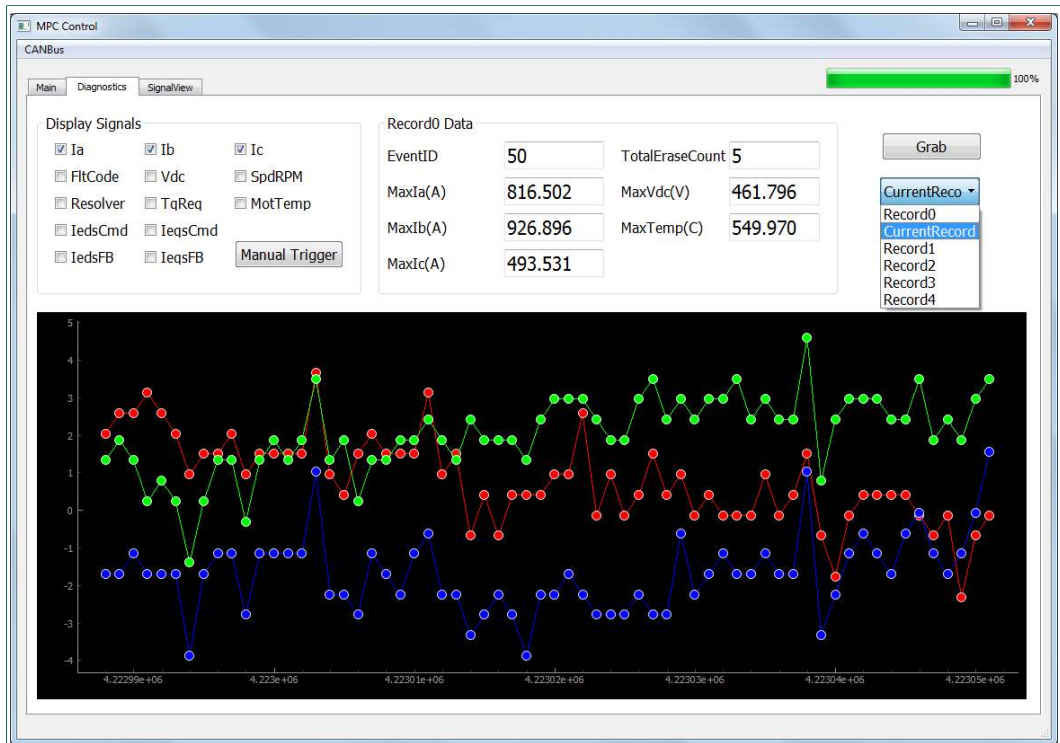 MPC Control
CANBus
Main Diagnostics SignalView
100%
Display Signals
Ia Ib Ic
FltCode Vdc SpdRPM
Resolver TqReq MotTemp
IedsCmd IeqsCmd
IedsFB IeqsFB Manual Trigger
Record0 Data
EventID 50 TotalEraseCount 5
MaxIa(A) 816.502 MaxVdc(V) 461.796
MaxIb(A) 926.896 MaxTemp(C) 549.970
MaxIc(A) 493.531
Grab
CurrentReco
Record0
CurrentRecord
Record1
Record2
Record3
Record4
5
4
3
2
1
0
-1
-2
-3
-4
4.22299e+06 4.223e+06 4.22301e+06 4.22302e+06 4.22303e+06 4.22304e+06 4.22305e+06